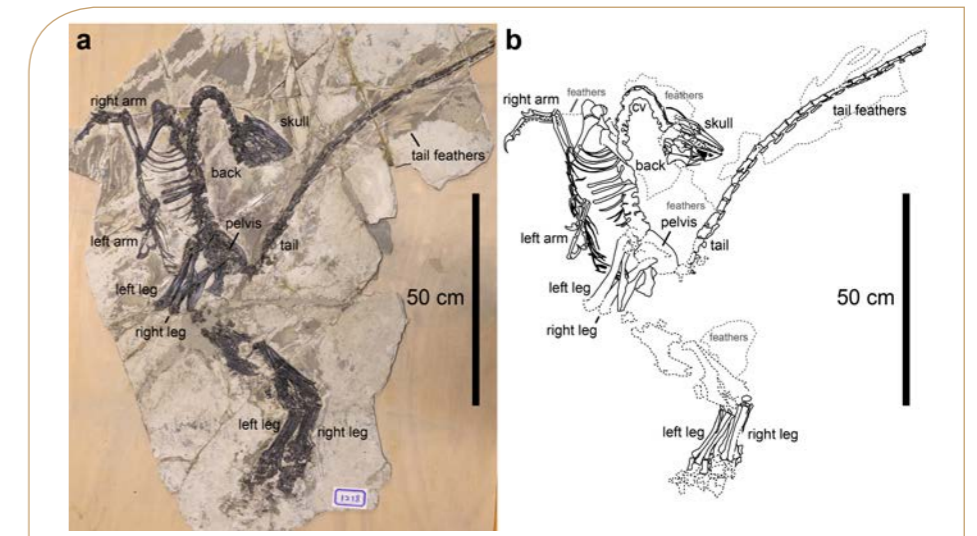 a
right arm
skull
tail feathers
back
pelvis
left arm
tail
left leg
50 cm
right leg
left leg
right leg
b
right arm
feathers
feathers
cv
skull
tail feathers
back
feathers
pelvis
left arm
tail
left leg
50 cm
right leg
feathers
left leg
right leg